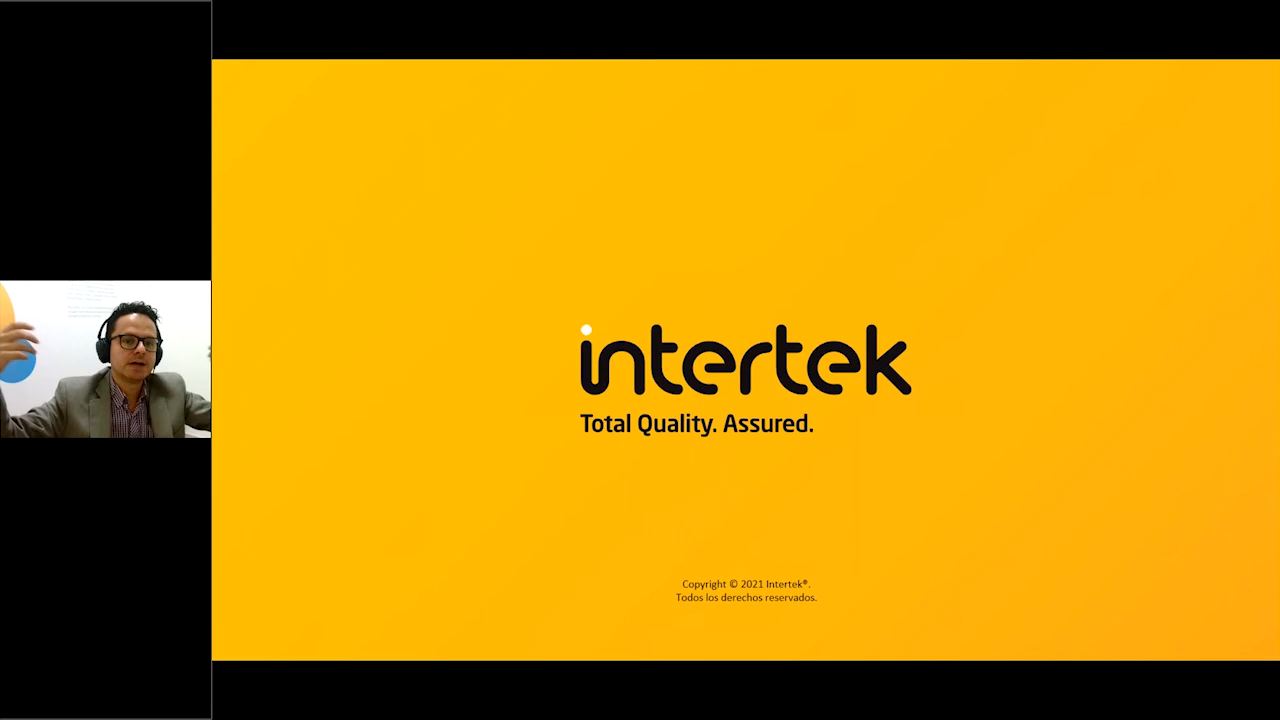 intertek
Total Quality. Assured.
Copyright © 2021 Intertek®.
Todos los derechos reservados.